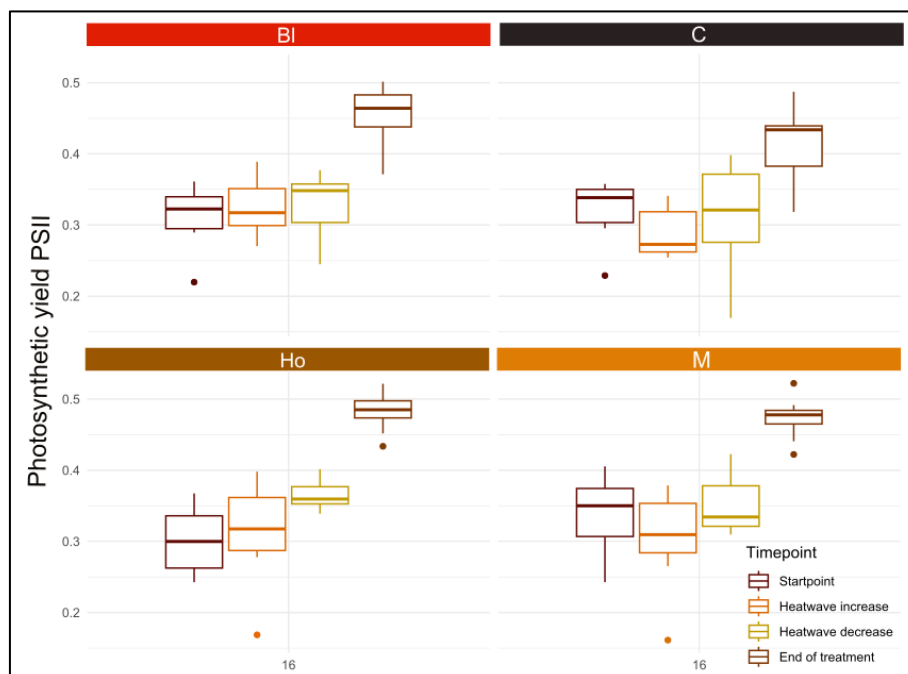 Bl
C
Photosynthetic yield PSII
0.5
0.4
0.3
0.2
Ho
M
0.5
0.4
0.3
0.2
16
16
Timepoint
Startpoint
Heatwave increase
Heatwave decrease
End of treatment